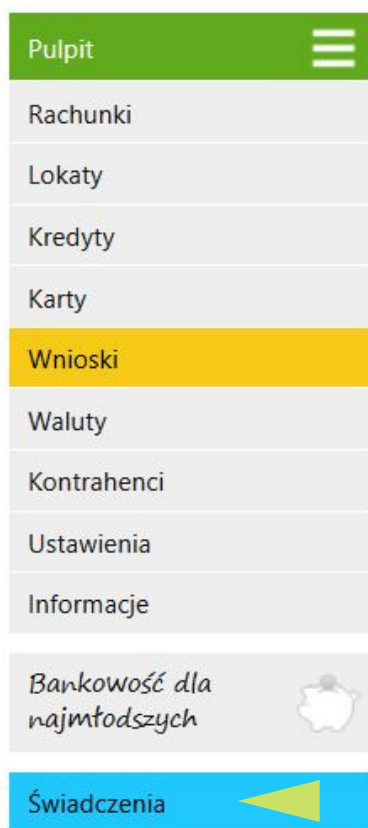 Pulpit
Rachunki
Lokaty
Kredyty
Karty
Wnioski
Waluty
Kontrahenci
Ustawienia
Informacje
Bankowość dla
najmłodszych
Świadczenia